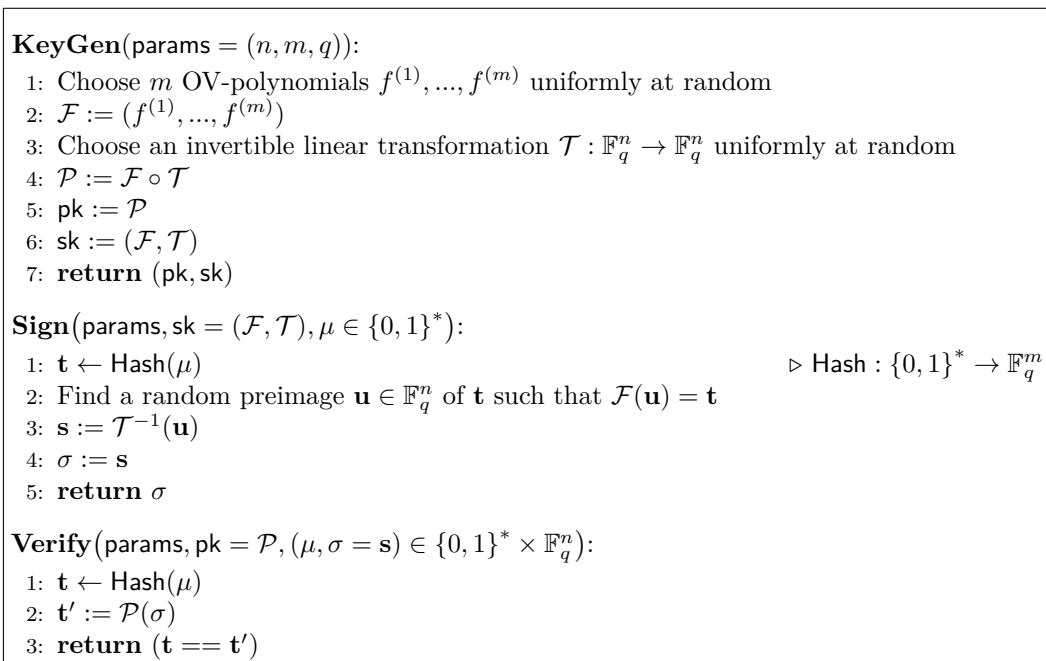 KeyGen(params = (n, m, q)):
1: Choose m OV-polynomials f^(1), ..., f^(m) uniformly at random
2: ℱ := (f^(1), ..., f^(m))
3: Choose an invertible linear transformation 𝒯 : 𝔽_q^n → 𝔽_q^n uniformly at random
4: 𝒫 := ℱ ∘ 𝒯
5: pk := 𝒫
6: sk := (ℱ, 𝒯)
7: return (pk, sk)
Sign(params, sk = (ℱ, 𝒯), μ ∈ {0, 1}^*):
1: t ← Hash(μ) ▷ Hash : {0, 1}^* → 𝔽_q^m
2: Find a random preimage u ∈ 𝔽_q^n of t such that ℱ(u) = t
3: s := 𝒯^−1(u)
4: σ := s
5: return σ
Verify(params, pk = 𝒫, (μ, σ = s) ∈ {0, 1}^* × 𝔽_q^n):
1: t ← Hash(μ)
2: t′ := 𝒫(σ)
3: return (t == t′)